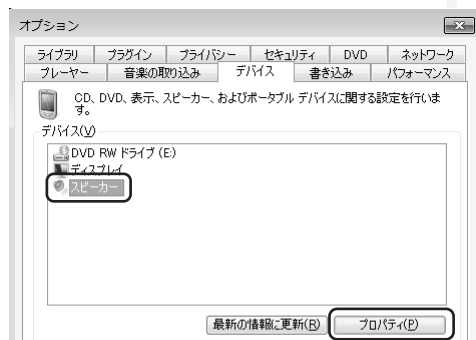 オプション
ライブラリ プラグイン プライバシー セキュリティ DVD ネットワーク
プレーヤー 音楽の取り込み デバイス 書き込み パフォーマンス
CD、DVD、表示、スピーカー、およびポータブル デバイスに関する設定を行いま
す。
デバイス(V)
DVD RW ドライブ (E:)
ディスプレイ
スピーカー
最新の情報に更新(R) プロパティ(P)